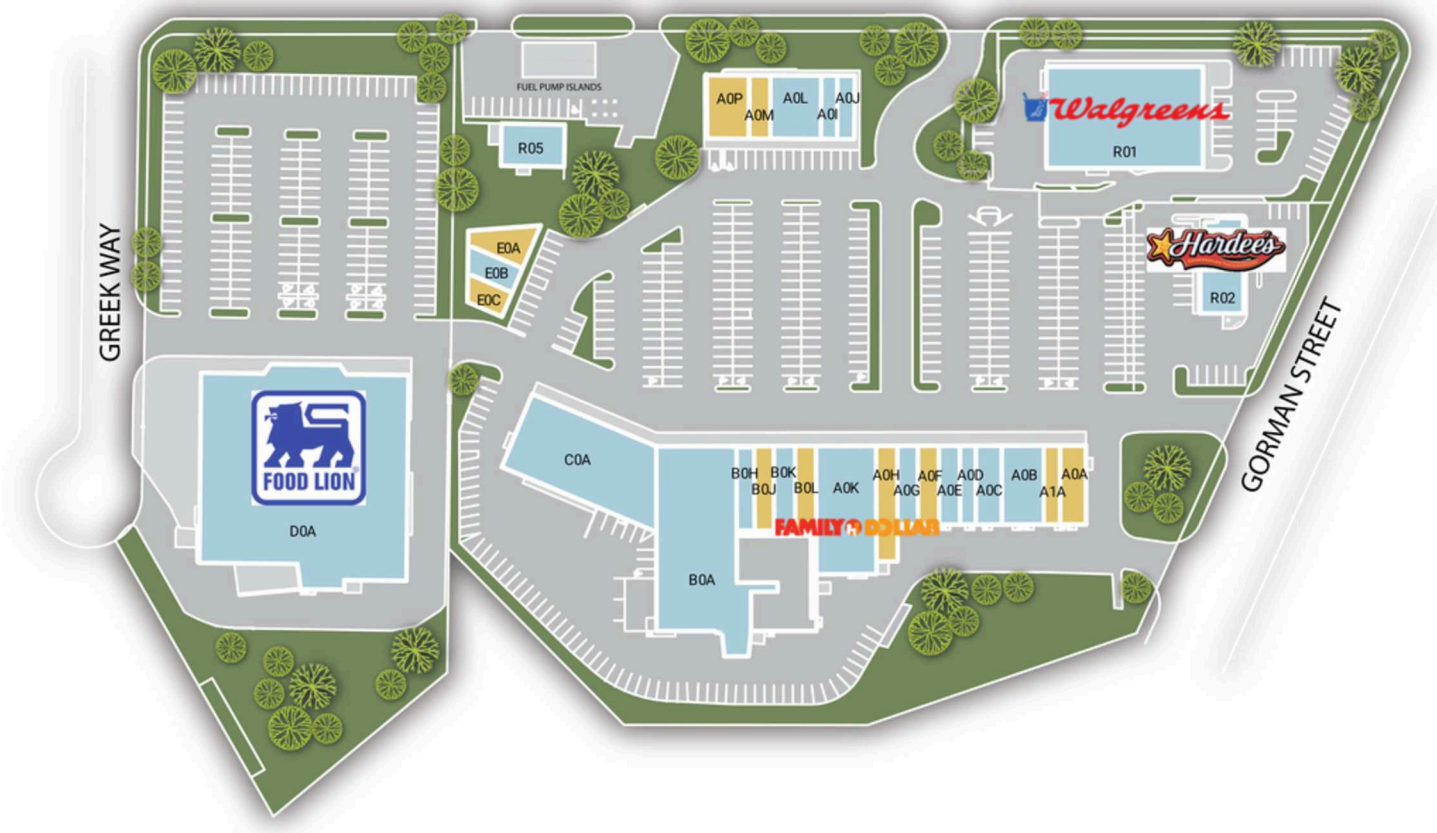 FUEL PUMP ISLANDS
A0P
A0M
A0L
A0I
A0J
Walgreens
R01
R05
GREEK WAY
E0A
E0B
E0C
Hardee's
R02
GORMAN STREET
FOOD LION
D0A
C0A
B0A
B0H
B0J
B0K
B0L
A0K
A0H
A0G
A0F
A0E
A0D
A0C
A0B
A1A
A0A
FAMILY DOLLAR